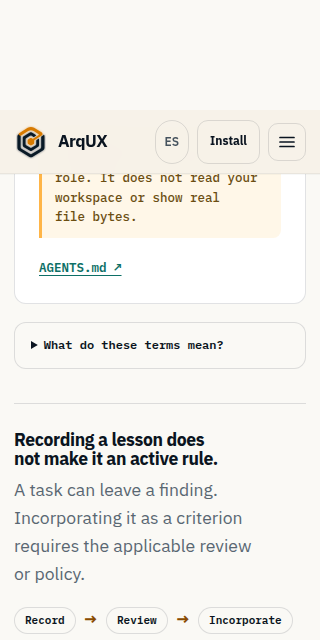 ArqUX ES Install
role. It does not read your
workspace or show real
file bytes.
AGENTS.md ↗
▶ What do these terms mean?
Recording a lesson does
not make it an active rule.
A task can leave a finding.
Incorporating it as a criterion
requires the applicable review
or policy.
Record → Review → Incorporate